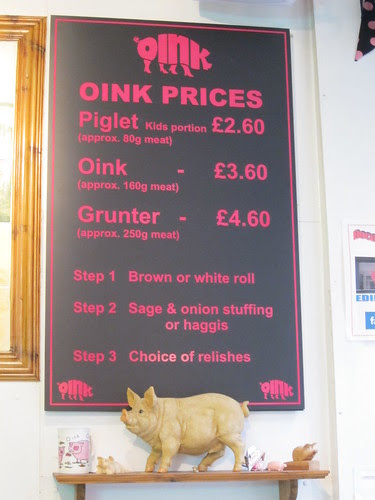 OINK
OINK PRICES
Piglet Kids portion £2.60
(approx. 80g meat)
Oink - £3.60
(approx. 160g meat)
Grunter - £4.60
(approx. 250g meat)
Step 1 Brown or white roll
Step 2 Sage & onion stuffing
or haggis
Step 3 Choice of relishes
OINK OINK